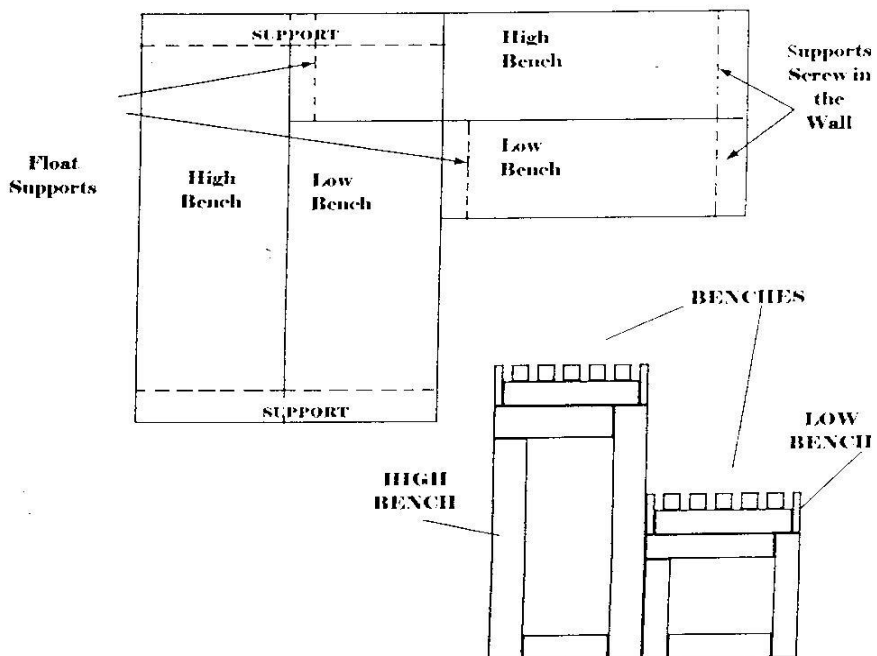 SUPPORT
High
Bench
Supports
Screw in
the
Wall
Float
Supports
High
Bench
Low
Bench
Low
Bench
SUPPORT
BENCHES
HIGH
BENCH
LOW
BENCH